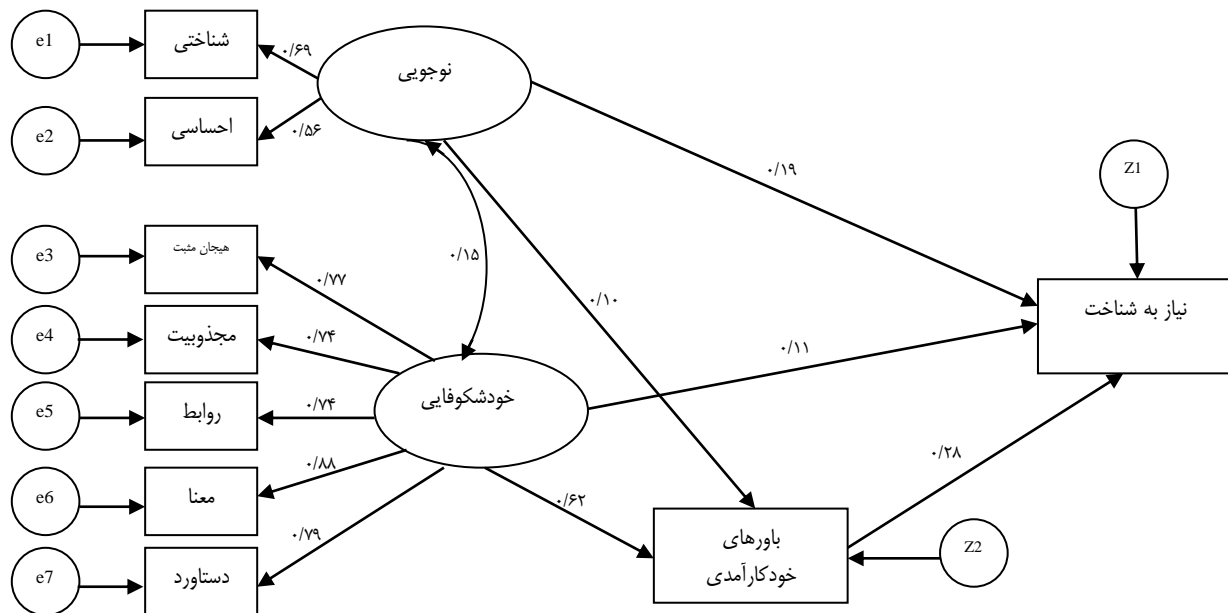 e1
شناختی
۰/۶۹
نوجویی
e2
احساسی
۰/۵۶
۰/۱۹
Z1
e3
هیجان مثبت
۰/۷۷
۰/۱۵
۰/۱۰
نیاز به شناخت
e4
مجذوبیت
۰/۷۴
۰/۱۱
خودشکوفایی
e5
روابط
۰/۷۴
e6
معنا
۰/۸۸
۰/۶۲
۰/۲۸
e7
دستاورد
۰/۷۹
باورهای
خودکارآمدی
Z2